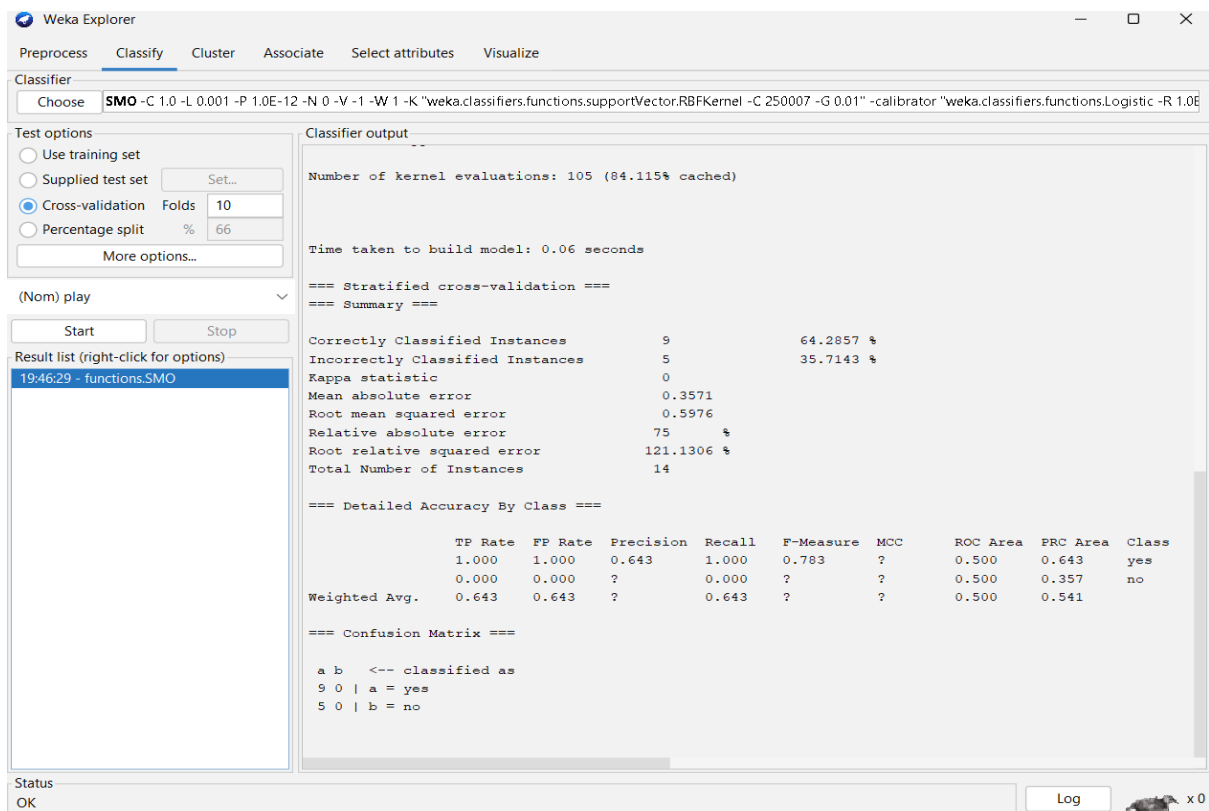 Weka Explorer
Preprocess Classify Cluster Associate Select attributes Visualize
Classifier
Choose SMO -C 1.0 -L 0.001 -P 1.0E-12 -N 0 -V -1 -W 1 -K "weka.classifiers.functions.supportVector.RBFKernel -C 250007 -G 0.01" -calibrator "weka.classifiers.functions.Logistic -R 1.0E
Test options
Use training set
Supplied test set Set...
Cross-validation Folds 10
Percentage split % 66
More options...
(Nom) play
Start Stop
Result list (right-click for options)
19:46:29 - functions.SMO
Classifier output
Number of kernel evaluations: 105 (84.115% cached)
Time taken to build model: 0.06 seconds
=== Stratified cross-validation ===
=== Summary ===
Correctly Classified Instances 9 64.2857 %
Incorrectly Classified Instances 5 35.7143 %
Kappa statistic 0
Mean absolute error 0.3571
Root mean squared error 0.5976
Relative absolute error 75 %
Root relative squared error 121.1306 %
Total Number of Instances 14
=== Detailed Accuracy By Class ===
TP Rate FP Rate Precision Recall F-Measure MCC ROC Area PRC Area Class
1.000 1.000 0.643 1.000 0.783 ? 0.500 0.643 yes
0.000 0.000 ? 0.000 ? ? 0.500 0.357 no
Weighted Avg. 0.643 0.643 ? 0.643 ? ? 0.500 0.541
=== Confusion Matrix ===
a b <-- classified as
9 0 | a = yes
5 0 | b = no
Status
OK
Log x 0